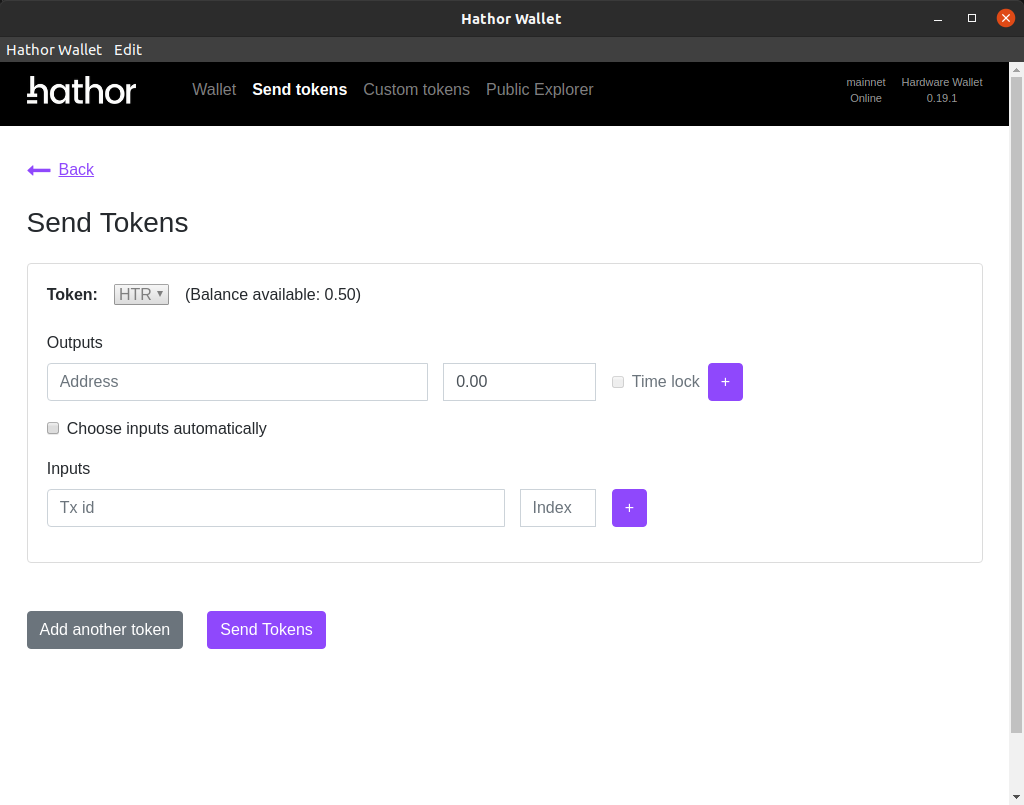 Hathor Wallet
Hathor Wallet Edit
hathor Wallet Send tokens Custom tokens Public Explorer mainnet Online Hardware Wallet 0.19.1
Back
Send Tokens
Token: HTR (Balance available: 0.50)
Outputs
Address 0.00 Time lock +
Choose inputs automatically
Inputs
Tx id Index +
Add another token Send Tokens